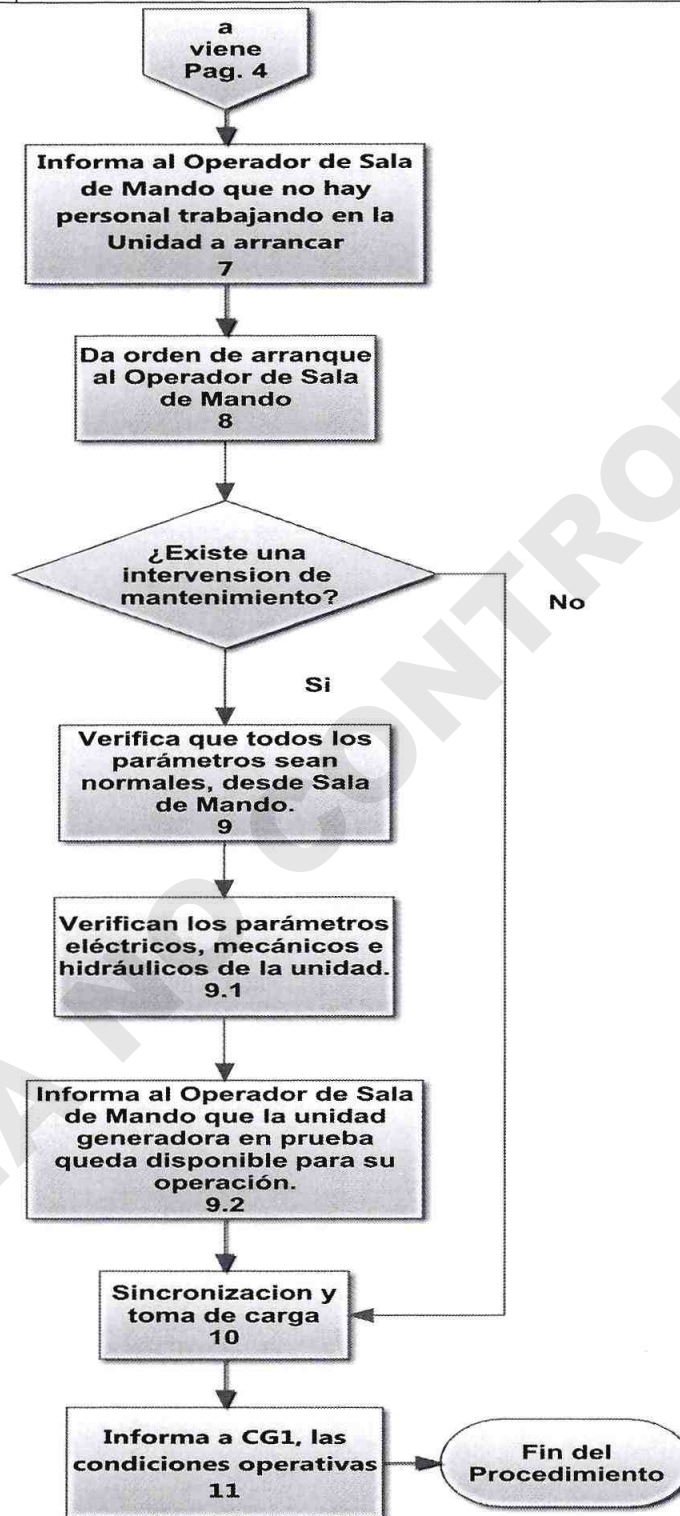 a
viene
Pag. 4
Informa al Operador de Sala
de Mando que no hay
personal trabajando en la
Unidad a arrancar
7
Da orden de arranque
al Operador de Sala
de Mando
8
¿Existe una
intervension de
mantenimiento?
No
Si
Verifica que todos los
parámetros sean
normales, desde Sala
de Mando.
9
Verifican los parámetros
eléctricos, mecánicos e
hidráulicos de la unidad.
9.1
Informa al Operador de Sala
de Mando que la unidad
generadora en prueba
queda disponible para su
operación.
9.2
Sincronizacion y
toma de carga
10
Informa a CG1, las
condiciones operativas
11
Fin del
Procedimiento
NO